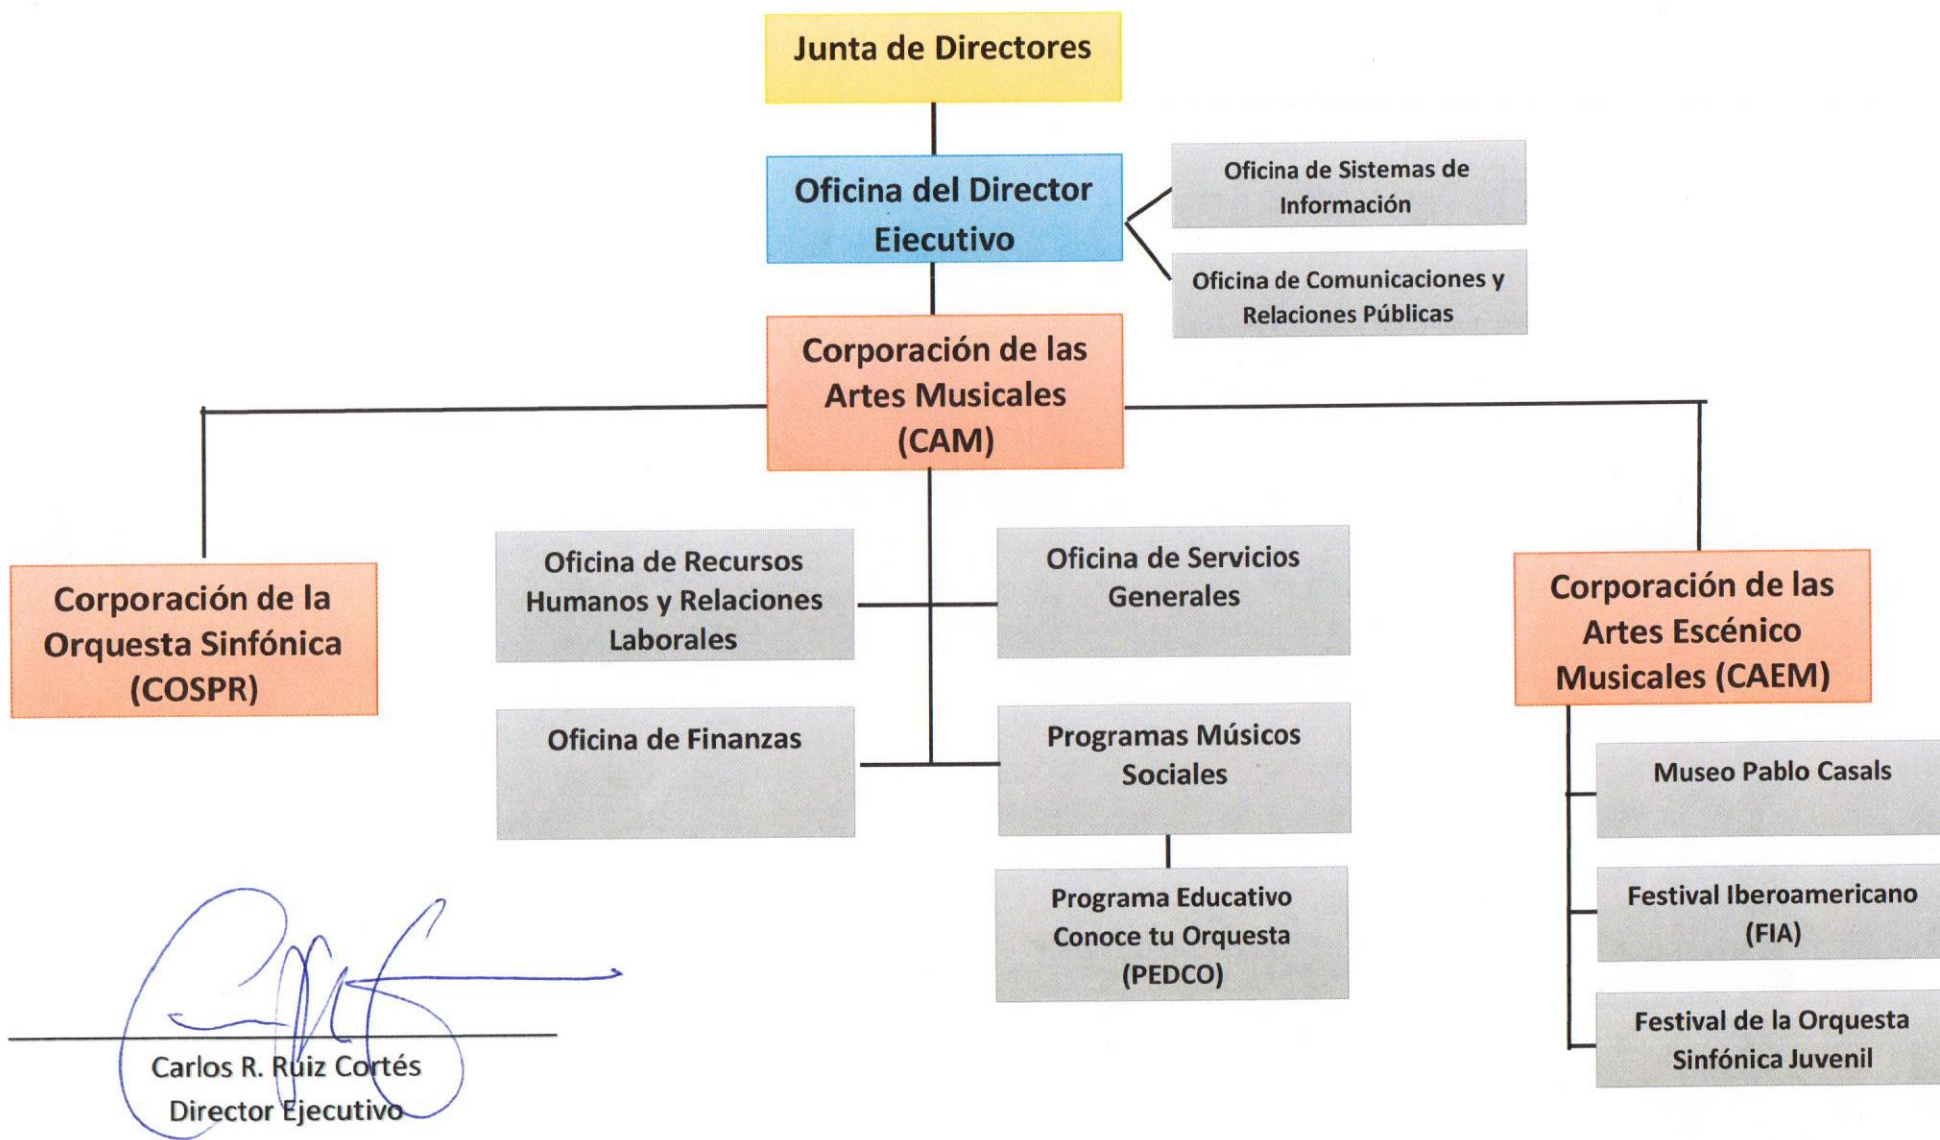 Junta de Directores
Oficina del Director
Eiecutivo
Oficina de Sistemas de
Información
Oficina de Comunicaciones y
Relaciones Públicas
Corporación de las
Artes Musicales
(CAM)
Corporación de la
Orquesta Sinfónica
(COSPR)
Oficina de Recursos
Humanos y Relaciones
Laborales
Oficina de Servicios
Generales
Oficina de Finanzas
Programas Músicos
Sociales
Programa Educativo
Conoce tu Orquesta
(PEDCO)
Corporación de las
Artes Escénico
Musicales (CAEM)
Museo Pablo Casals
Festival Iberoamericano
(FIA)
Festival de la Orquesta
Sinfónica Juvenil
Carlos R. Ruiz Cortés
Director Ejecutivo